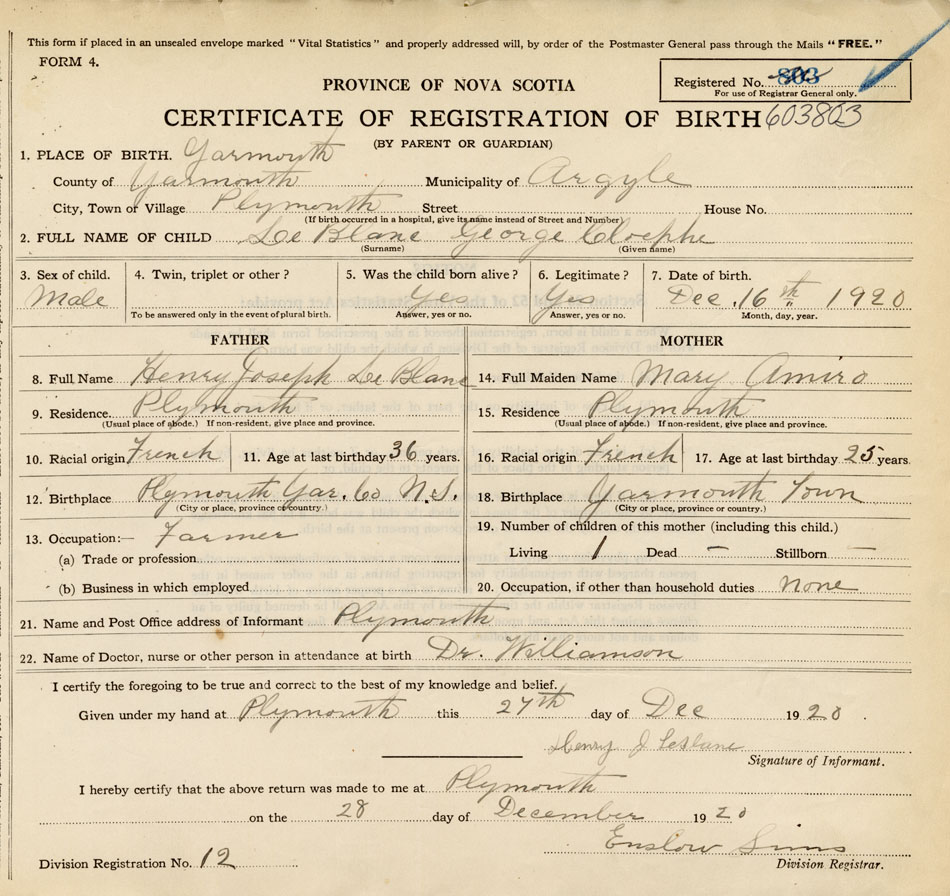 This form if placed in an unsealed envelope marked "Vital Statistics" and properly addressed will, by order of the Postmaster General pass through the Mails "FREE."
FORM 4.
Registered No. 803
For use of Registrar General only.
PROVINCE OF NOVA SCOTIA
CERTIFICATE OF REGISTRATION OF BIRTH 603803
(BY PARENT OR GUARDIAN)
1. PLACE OF BIRTH. Yarmouth
County of Yarmouth Municipality of Argyle
City, Town or Village Plymouth Street House No.
(If birth occurred in a hospital, give its name instead of Street and Number)
2. FULL NAME OF CHILD Le Blanc George Cloephe
(Surname) (Given name)
3. Sex of child. 4. Twin, triplet or other? 5. Was the child born alive? 6. Legitimate? 7. Date of birth.
Male Yes Yes Dec. 16th 1920
To be answered only in the event of plural birth. Answer, yes or no. Answer, yes or no. Month, day, year.
FATHER MOTHER
8. Full Name Henry Joseph Le Blanc 14. Full Maiden Name Mary Amiro
9. Residence. Plymouth 15. Residence Plymouth
(Usual place of abode.) If non-resident, give place and province. (Usual place of abode.) If non-resident, give place and province.
10. Racial origin French 11. Age at last birthday 36 years. 16. Racial origin French 17. Age at last birthday 25 years.
12. Birthplace Plymouth Yar. Co N.S. 18. Birthplace Yarmouth Town
(City or place, province or country.) (City or place, province or country.)
13. Occupation:— Farmer 19. Number of children of this mother (including this child.)
(a) Trade or profession Living 1 Dead – Stillborn –
(b) Business in which employed 20. Occupation, if other than household duties none
21. Name and Post Office address of Informant Plymouth
22. Name of Doctor, nurse or other person in attendance at birth Dr. Williamson
I certify the foregoing to be true and correct to the best of my knowledge and belief.
Given under my hand at Plymouth this 27th day of Dec 1920.
Henry J LeBlanc
Signature of Informant.
I hereby certify that the above return was made to me at Plymouth
on the 28 day of December 1920
Enslow Sims
Division Registrar.
Division Registration No. 12